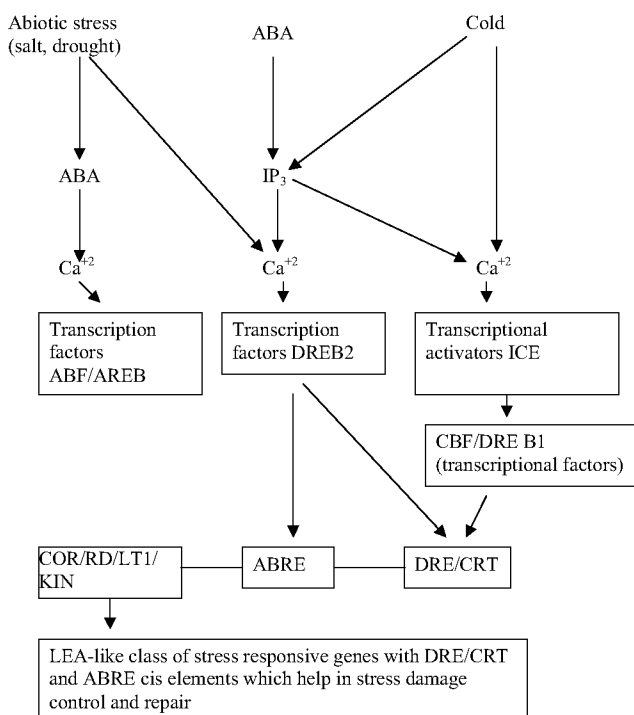 Abiotic stress
(salt, drought)
ABA
Cold
ABA
IP₃
Ca⁺²
Ca⁺²
Ca⁺²
Transcription
factors
ABF/AREB
Transcription
factors DREB2
Transcriptional
activators ICE
CBF/DRE B1
(transcriptional factors)
COR/RD/LT1/
KIN
ABRE
DRE/CRT
LEA-like class of stress responsive genes with DRE/CRT
and ABRE cis elements which help in stress damage
control and repair